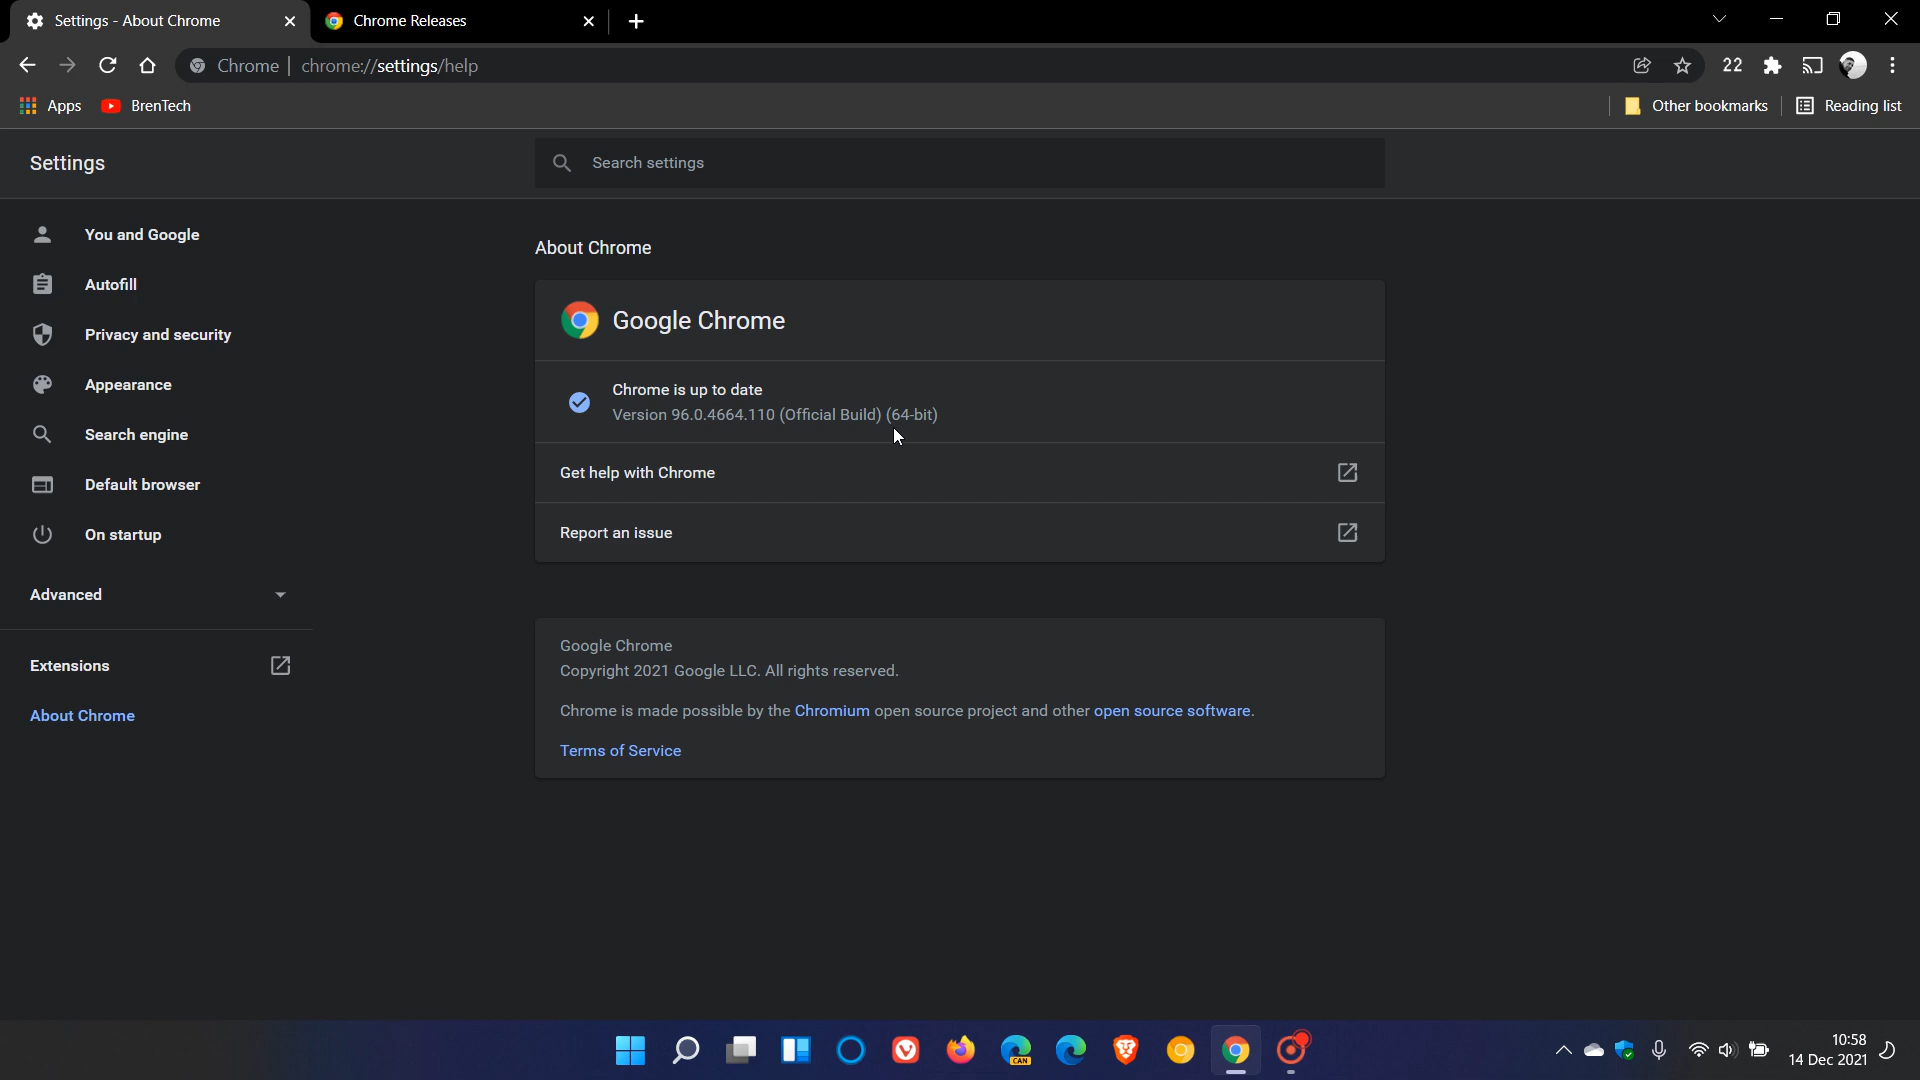 Settings - About Chrome
Chrome Releases
Chrome | chrome://settings/help
22
Apps
BrenTech
Other bookmarks
Reading list
Settings
Search settings
You and Google
Autofill
Privacy and security
Appearance
Search engine
Default browser
On startup
Advanced
Extensions
About Chrome
About Chrome
Google Chrome
Chrome is up to date
Version 96.0.4664.110 (Official Build) (64-bit)
Get help with Chrome
Report an issue
Google Chrome
Copyright 2021 Google LLC. All rights reserved.
Chrome is made possible by the Chromium open source project and other open source software.
Terms of Service
CAN
10:58
14 Dec 2021